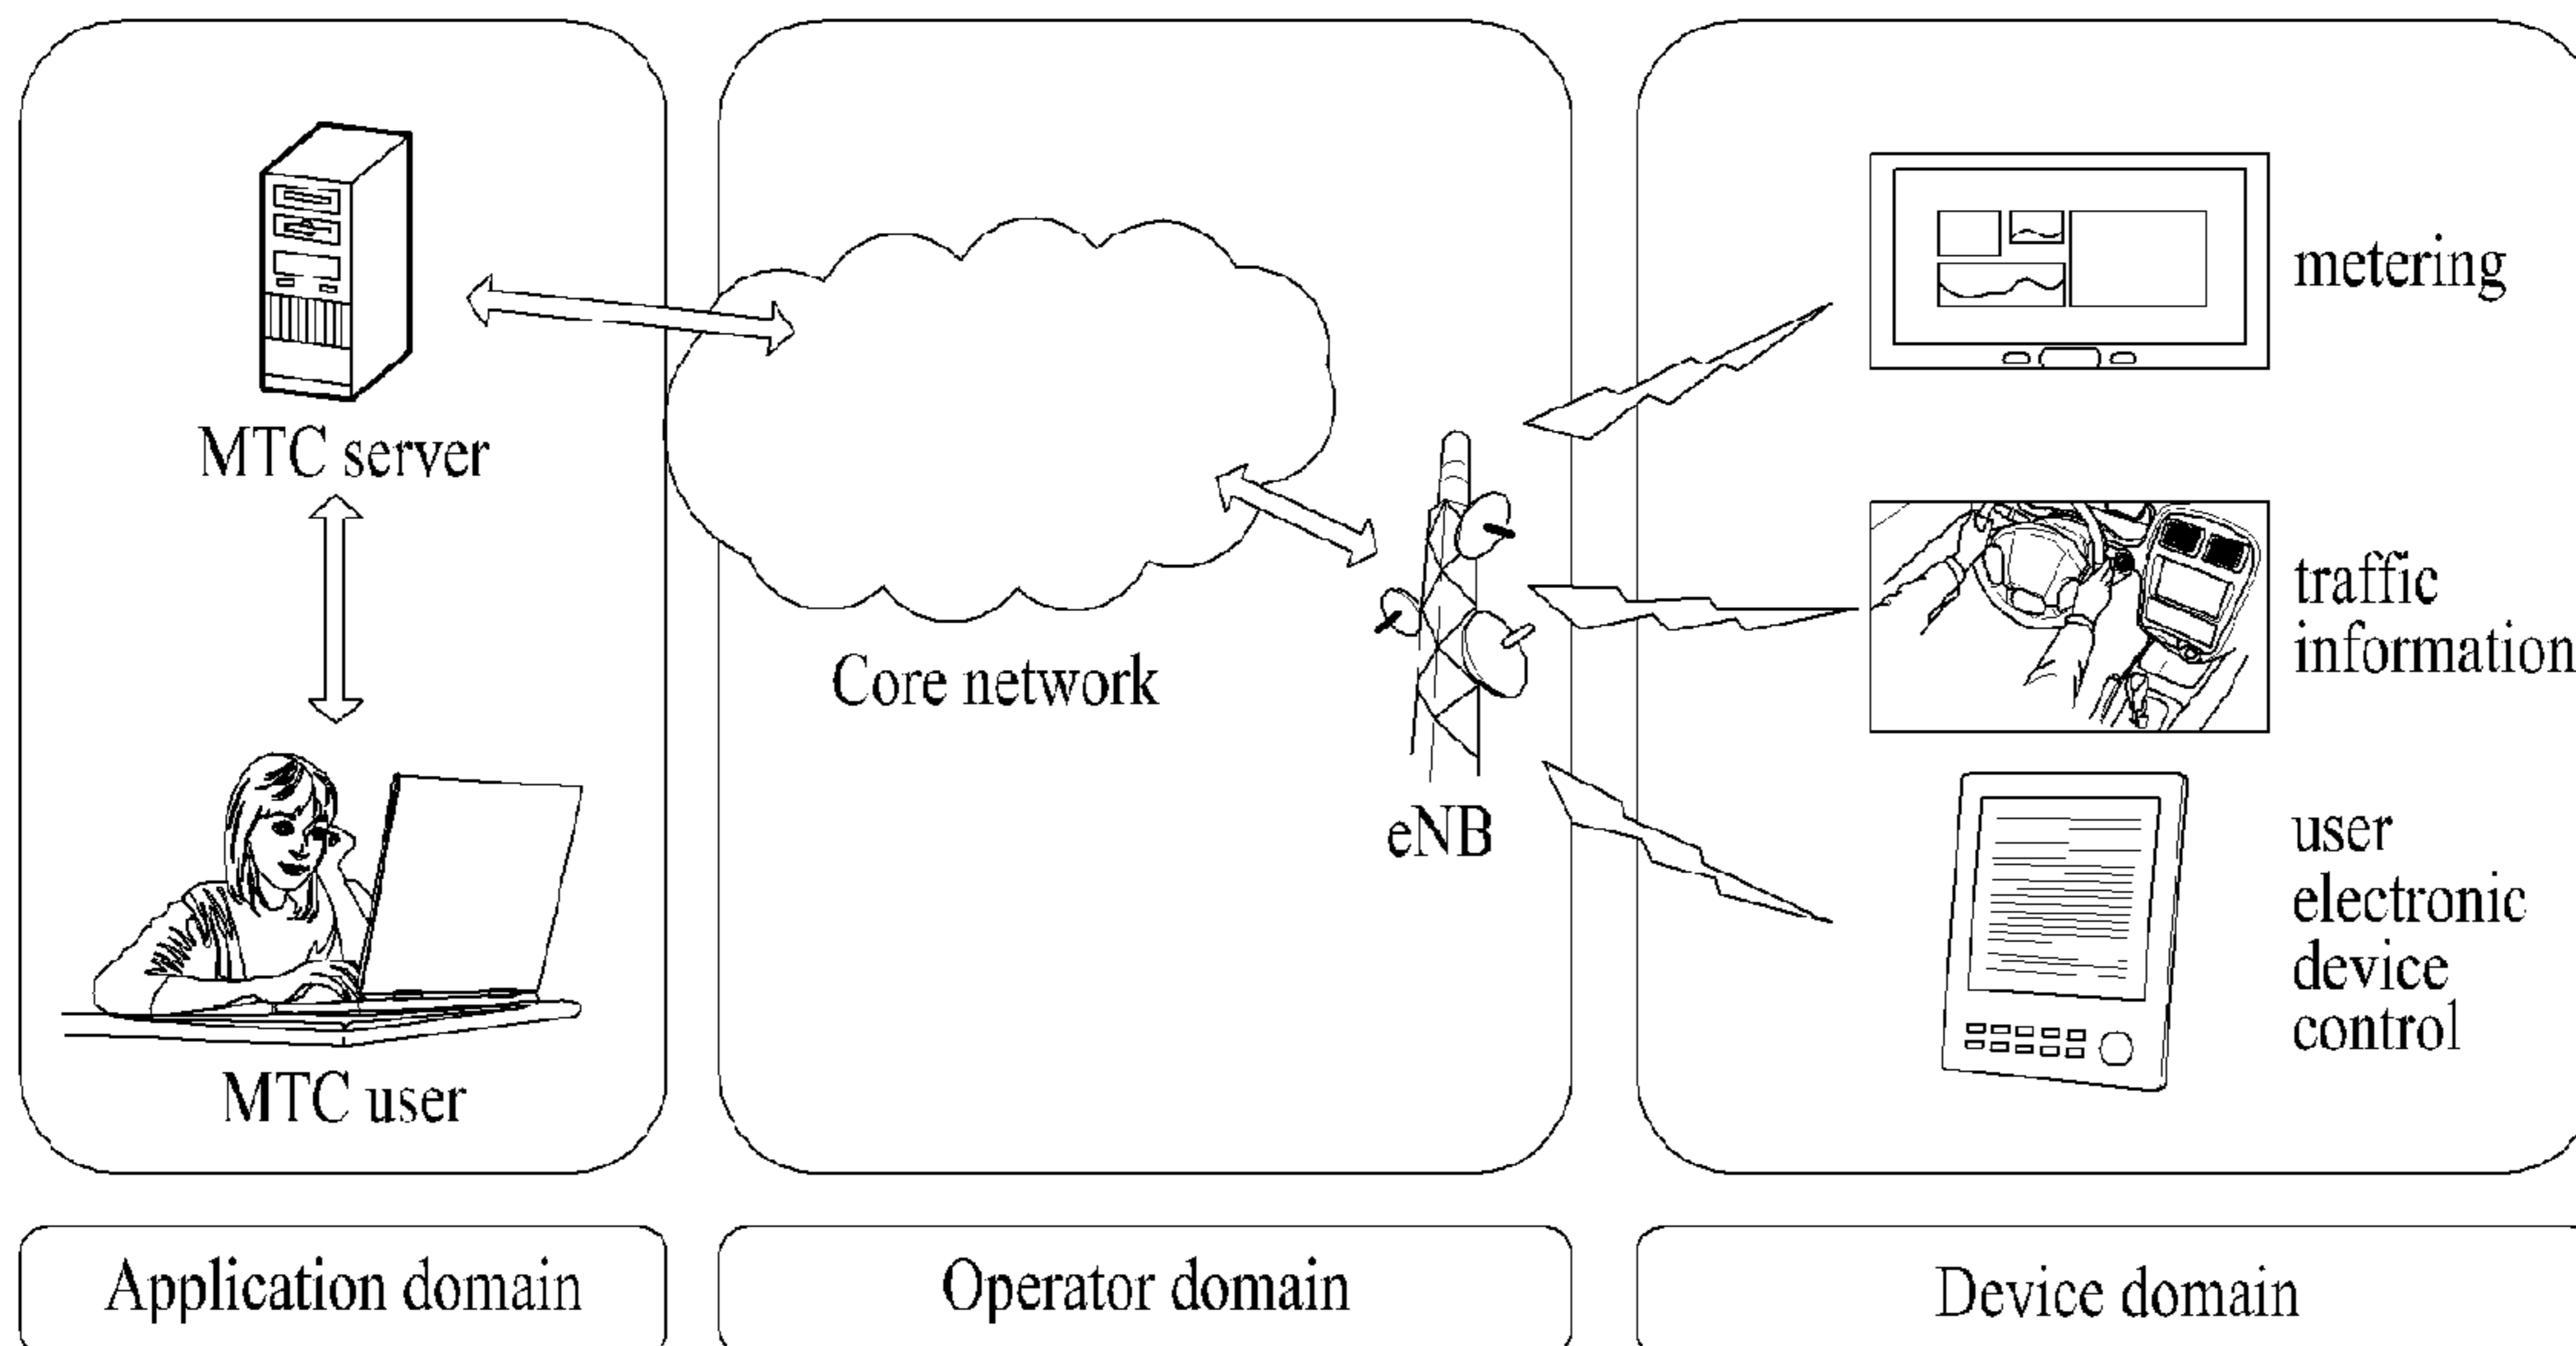 MTC server
MTC user
Core network
eNB
metering
traffic
information
user
electronic
device
control
Application domain
Operator domain
Device domain